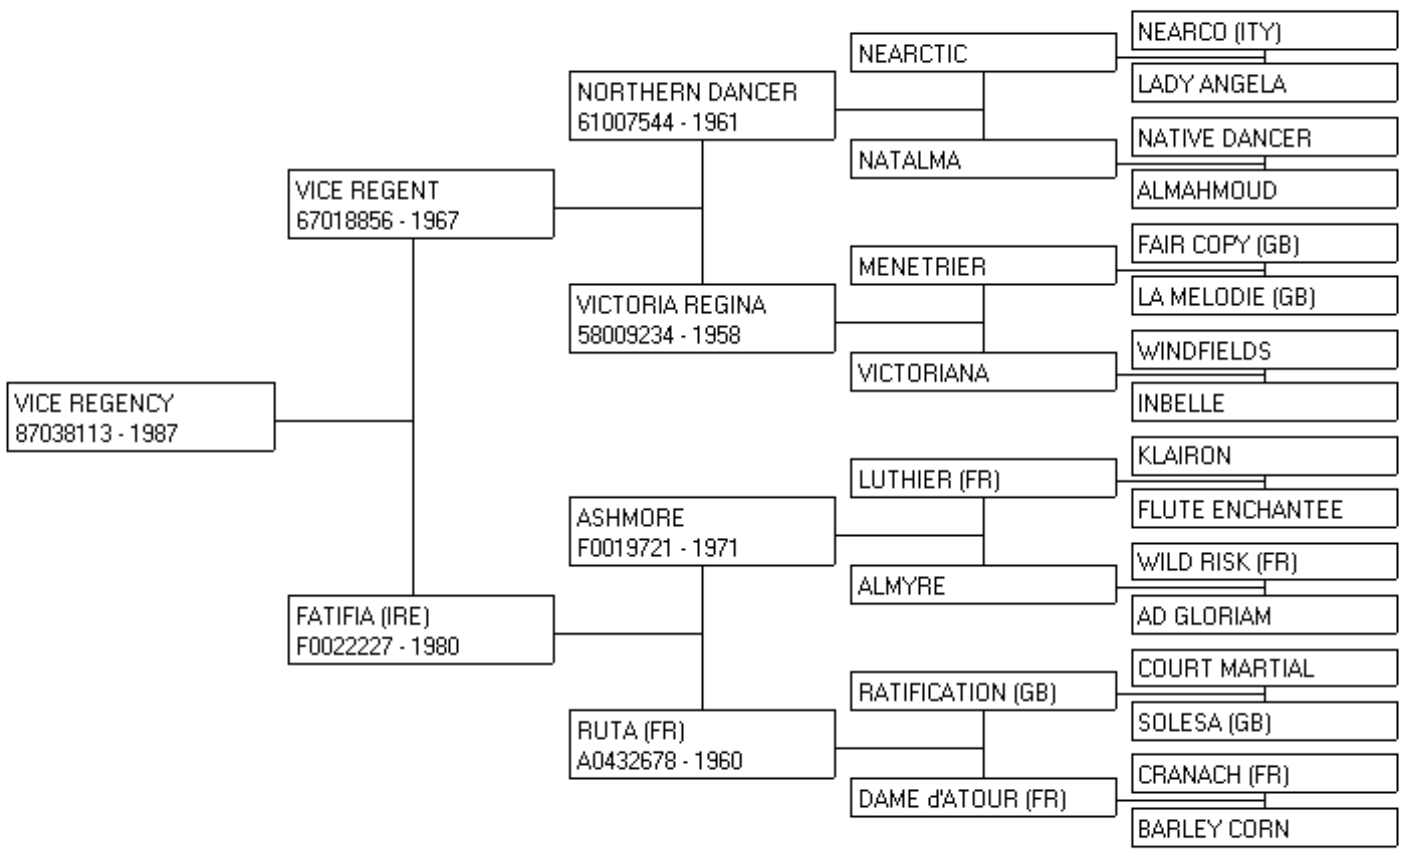 NEARCO (ITY)
NEARCTIC
LADY ANGELA
NORTHERN DANCER
61007544 - 1961
NATIVE DANCER
NATALMA
ALMAHMOUD
VICE REGENT
67018856 - 1967
FAIR COPY (GB)
MENETRIER
LA MELODIE (GB)
VICTORIA REGINA
58009234 - 1958
WINDFIELDS
VICTORIANA
INBELLE
VICE REGENCY
87038113 - 1987
KLAIRON
LUTHIER (FR)
FLUTE ENCHANTEE
ASHMORE
F0019721 - 1971
WILD RISK (FR)
ALMYRE
AD GLORIAM
FATIFIA (IRE)
F0022227 - 1980
COURT MARTIAL
RATIFICATION (GB)
SOLESA (GB)
RUTA (FR)
A0432678 - 1960
CRANACH (FR)
DAME d'ATOUR (FR)
BARLEY CORN